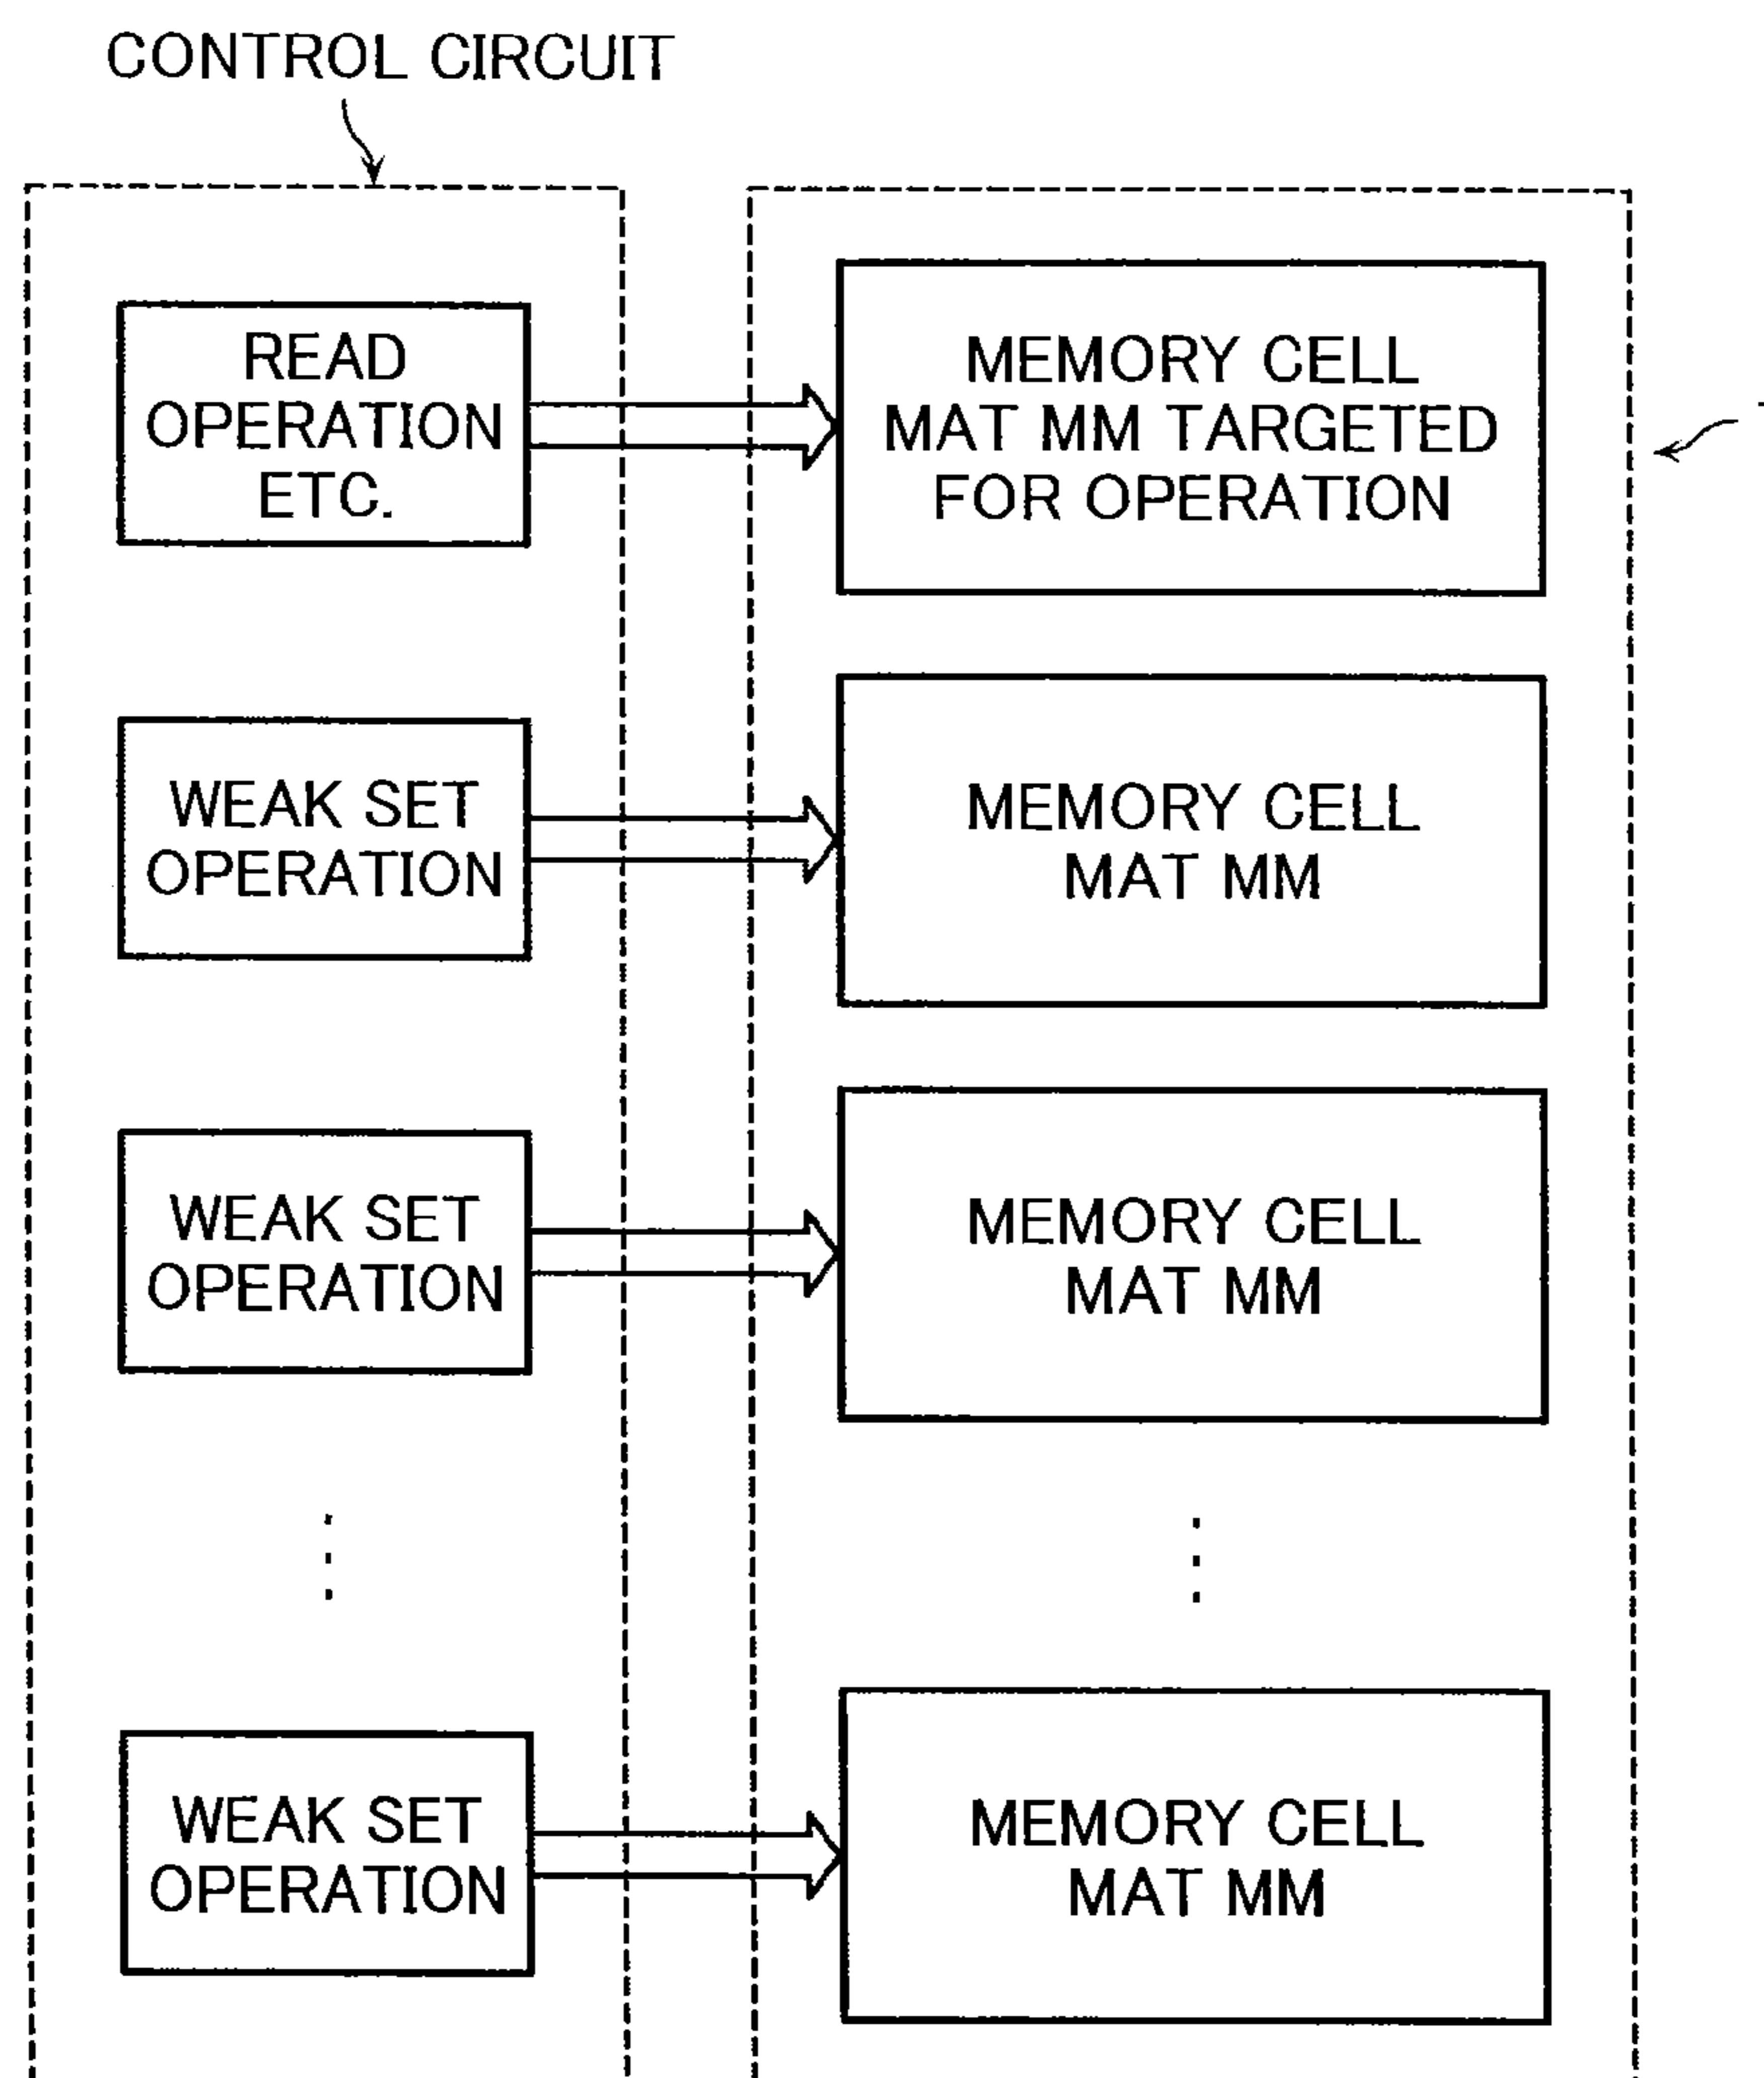 CONTROL CIRCUIT
READ
OPERATION
ETC.
MEMORY CELL
MAT MM TARGETED
FOR OPERATION
WEAK SET
OPERATION
MEMORY CELL
MAT MM
WEAK SET
OPERATION
MEMORY CELL
MAT MM
WEAK SET
OPERATION
MEMORY CELL
MAT MM